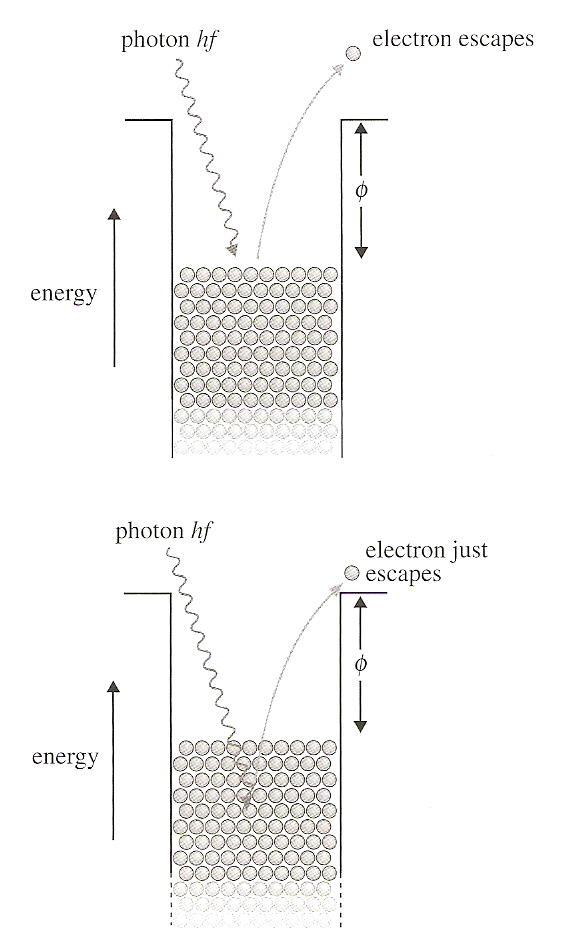 photon hf
electron escapes
ϕ
energy
photon hf
electron just
escapes
ϕ
energy